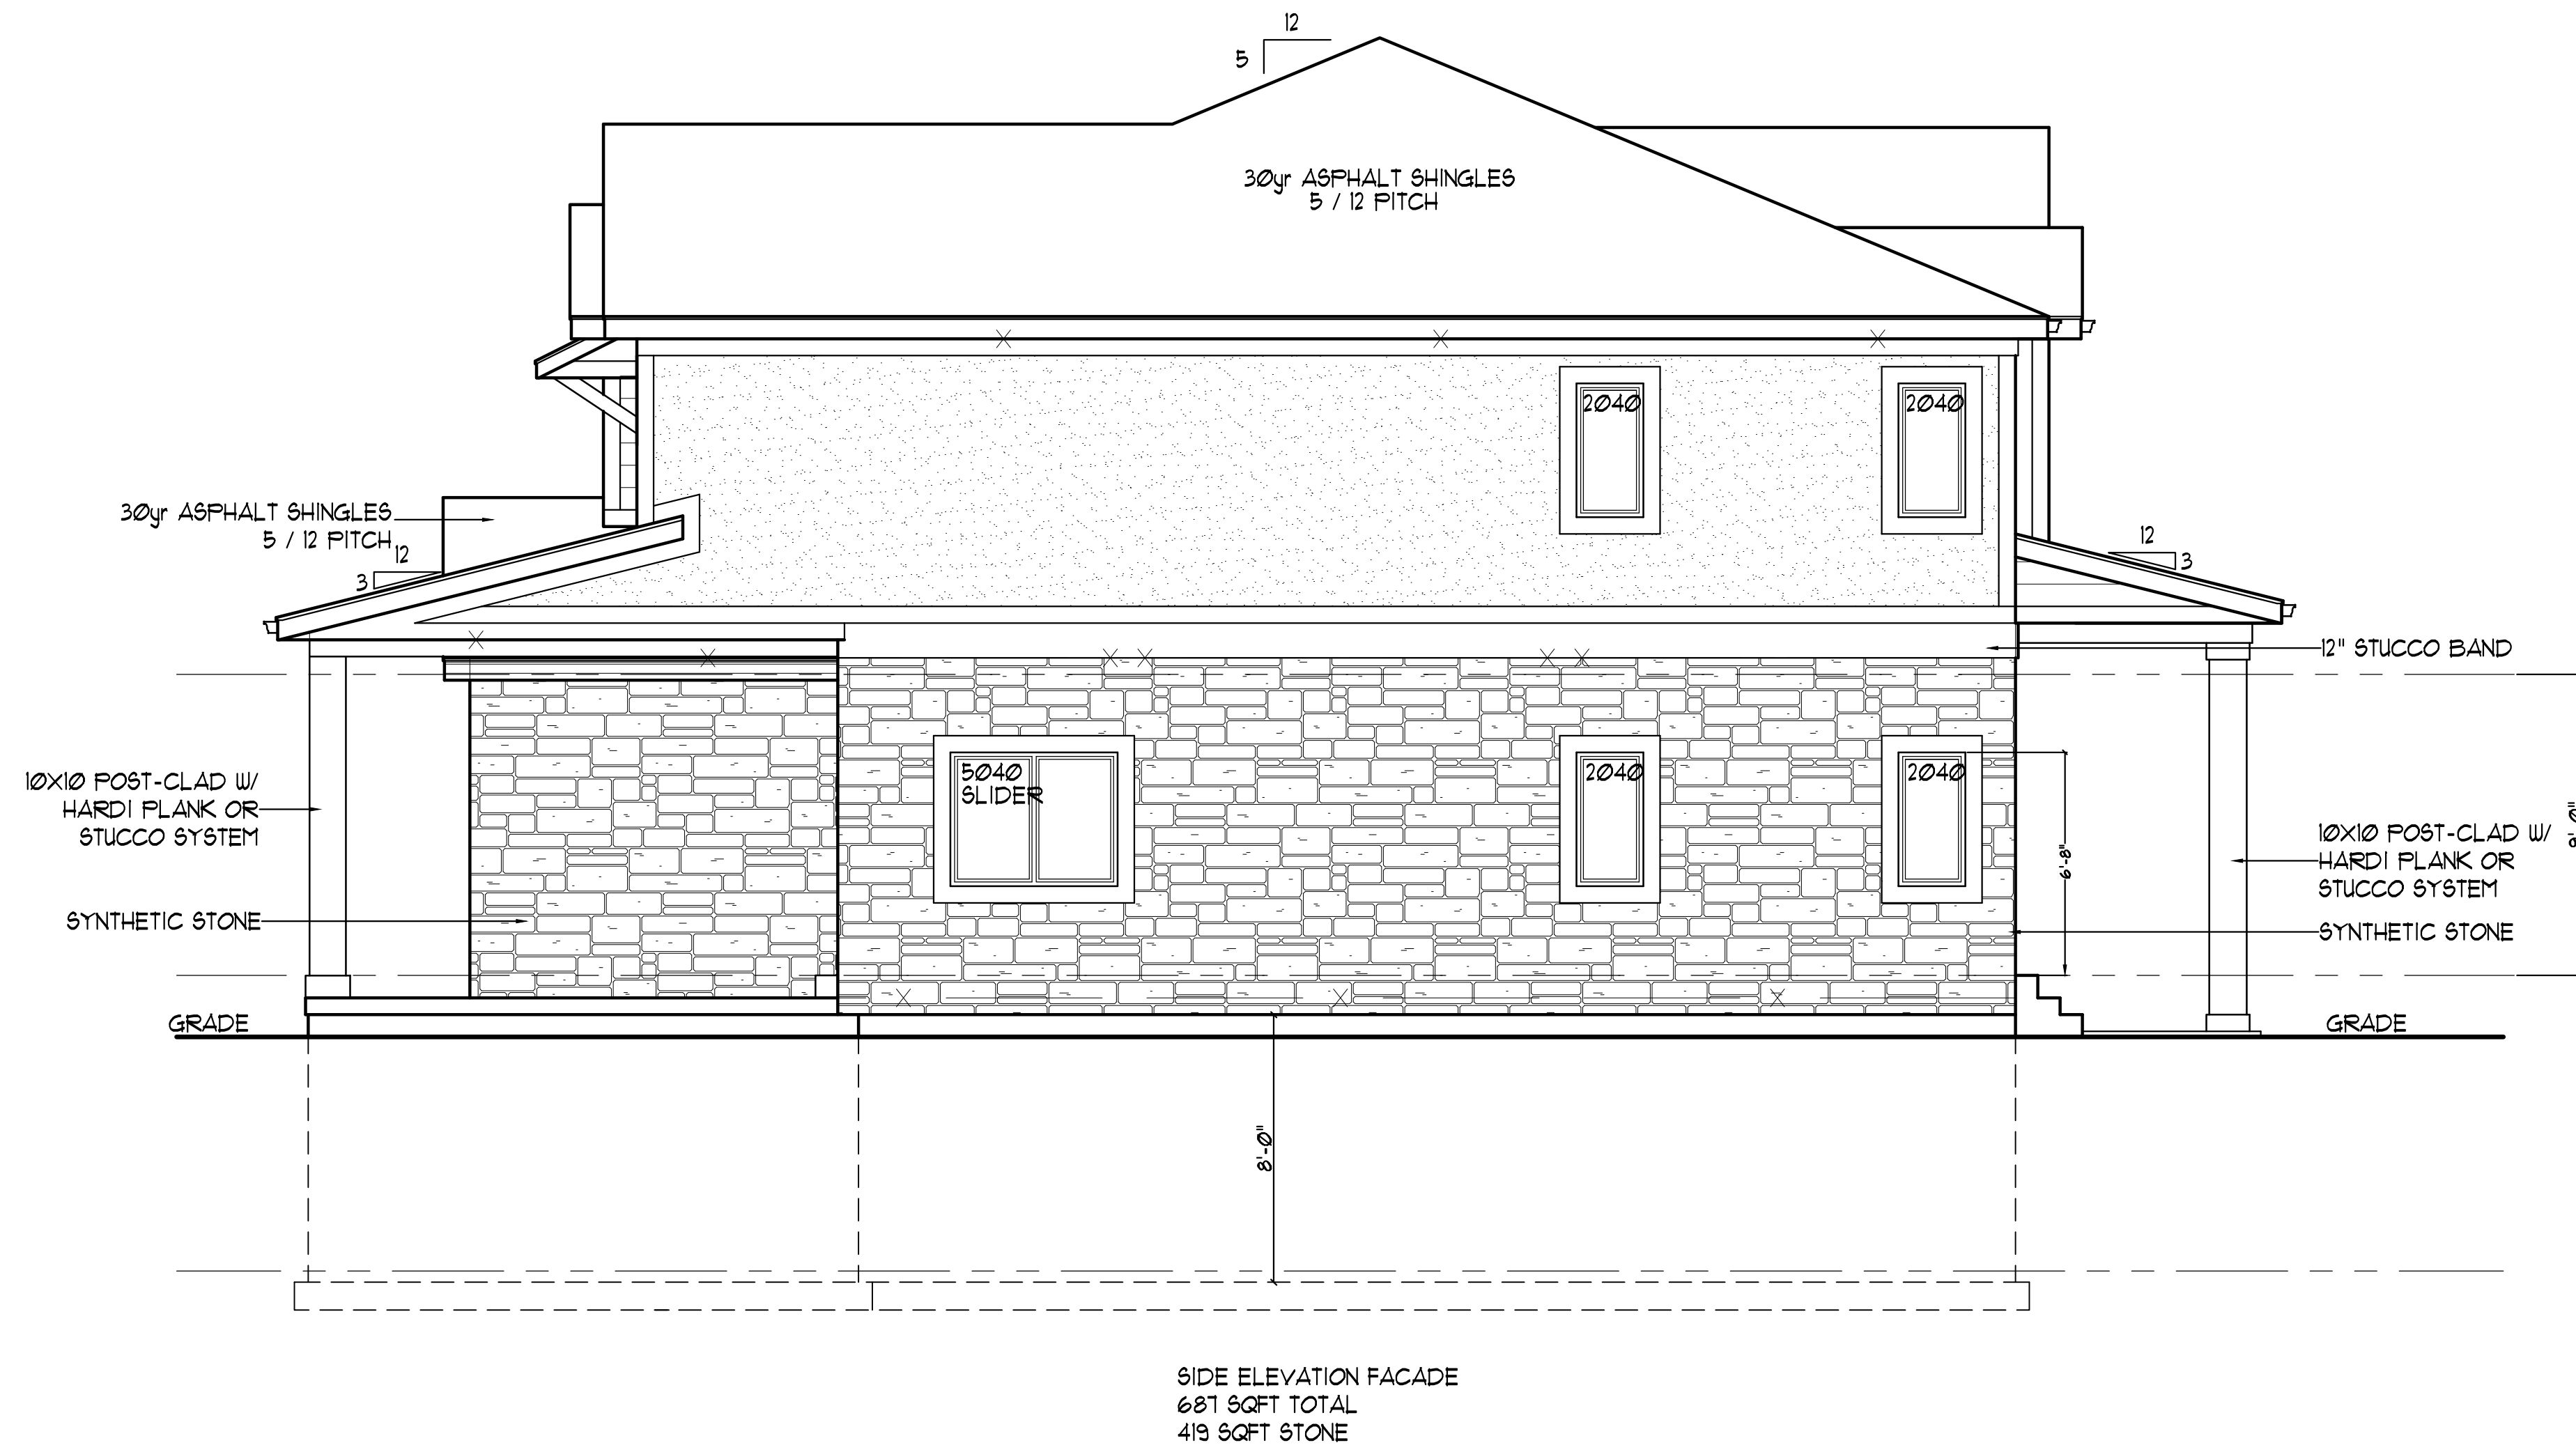 12
5
30yr ASPHALT SHINGLES
5 / 12 PITCH
2040
2040
30yr ASPHALT SHINGLES
5 / 12 PITCH
12
3
12
3
12" STUCCO BAND
10X10 POST-CLAD W/
HARDI PLANK OR
STUCCO SYSTEM
5040
SLIDER
2040
2040
6'-8"
10X10 POST-CLAD W/
HARDI PLANK OR
STUCCO SYSTEM
SYNTHETIC STONE
SYNTHETIC STONE
GRADE
GRADE
8'-0"
SIDE ELEVATION FACADE
687 SQFT TOTAL
419 SQFT STONE